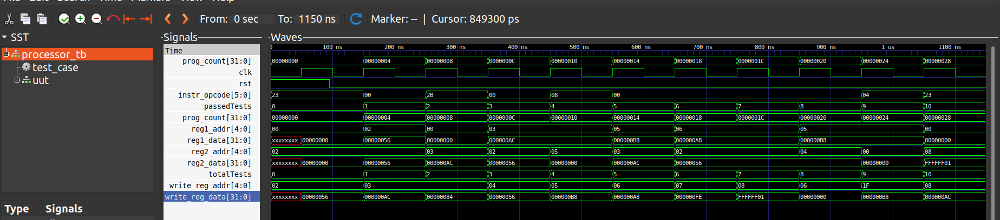 File Edit Search Time Markers View Help
From: 0 sec To: 1150 ns Marker: -- | Cursor: 849300 ps
SST
processor_tb
test_case
uut
Type Signals
Signals
Time
prog_count[31:0]
clk
rst
instr_opcode[5:0]
passedTests
prog_count[31:0]
reg1_addr[4:0]
reg1_data[31:0]
reg2_addr[4:0]
reg2_data[31:0]
totalTests
write_reg_addr[4:0]
write_reg_data[31:0]
Waves
0 100 ns 200 ns 300 ns 400 ns 500 ns 600 ns 700 ns 800 ns 900 ns 1 us 1100 ns
00000000 00000004 00000008 0000000C 00000010 00000014 00000018 0000001C 00000020 00000024 00000028
23 00 2B 00 08 00 04 23
0 1 2 3 4 5 6 7 8 9 10
00000000 00000004 00000008 0000000C 00000010 00000014 00000018 0000001C 00000020 00000024 00000028
00 02 00 03 05 06 05 00
xxxxxxxx 00000000 00000056 00000000 000000AC 000000B8 000000A8 000000B8 00000000
02 03 02 05 03 02 04 00 08
xxxxxxxx 00000000 00000056 000000AC 00000056 00000000 000000AC 00000056 00000000 FFFFFF01
0 1 2 3 4 5 6 7 8 9 10
02 03 04 05 06 07 08 06 1F 08
xxxxxxxx 00000056 000000AC 00000084 00000056 000000B8 000000A8 000000FE FFFFFF01 00000000 000000B8 000000AC